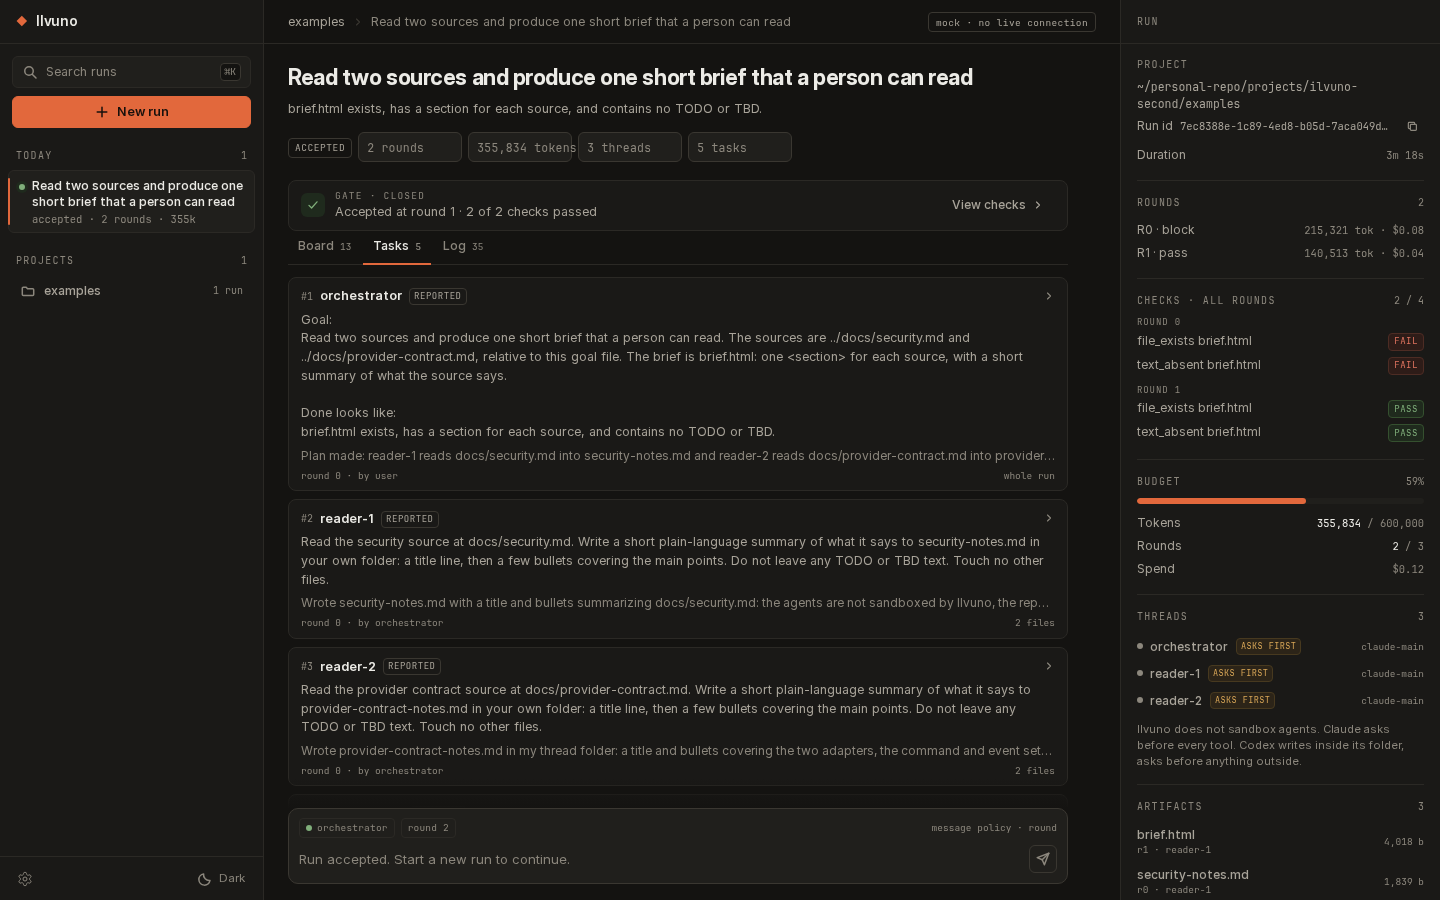 Ilvuno
Search runs
⌘K
New run
TODAY 1
Read two sources and produce one
short brief that a person can read
accepted · 2 rounds · 355k
PROJECTS 1
examples 1 run
Dark
examples › Read two sources and produce one short brief that a person can read
mock · no live connection
Read two sources and produce one short brief that a person can read
brief.html exists, has a section for each source, and contains no TODO or TBD.
ACCEPTED 2 rounds 355,834 tokens 3 threads 5 tasks
GATE · CLOSED
Accepted at round 1 · 2 of 2 checks passed
View checks
Board 13 Tasks 5 Log 35
#1 orchestrator REPORTED
Goal:
Read two sources and produce one short brief that a person can read. The sources are ../docs/security.md and
../docs/provider-contract.md, relative to this goal file. The brief is brief.html: one <section> for each source, with a short
summary of what the source says.
Done looks like:
brief.html exists, has a section for each source, and contains no TODO or TBD.
Plan made: reader-1 reads docs/security.md into security-notes.md and reader-2 reads docs/provider-contract.md into provider…
round 0 · by user whole run
#2 reader-1 REPORTED
Read the security source at docs/security.md. Write a short plain-language summary of what it says to security-notes.md in
your own folder: a title line, then a few bullets covering the main points. Do not leave any TODO or TBD text. Touch no other
files.
Wrote security-notes.md with a title and bullets summarizing docs/security.md: the agents are not sandboxed by Ilvuno, the rep…
round 0 · by orchestrator 2 files
#3 reader-2 REPORTED
Read the provider contract source at docs/provider-contract.md. Write a short plain-language summary of what it says to
provider-contract-notes.md in your own folder: a title line, then a few bullets covering the main points. Do not leave any
TODO or TBD text. Touch no other files.
Wrote provider-contract-notes.md in my thread folder: a title and bullets covering the two adapters, the command and event set…
round 0 · by orchestrator 2 files
orchestrator round 2 message policy · round
Run accepted. Start a new run to continue.
RUN
PROJECT
~/personal-repo/projects/ilvuno-
second/examples
Run id 7ec8388e-1c89-4ed8-b05d-7aca049d…
Duration 3m 18s
ROUNDS 2
R0 · block 215,321 tok · $0.08
R1 · pass 140,513 tok · $0.04
CHECKS · ALL ROUNDS 2 / 4
ROUND 0
file_exists brief.html FAIL
text_absent brief.html FAIL
ROUND 1
file_exists brief.html PASS
text_absent brief.html PASS
BUDGET 59%
Tokens 355,834 / 600,000
Rounds 2 / 3
Spend $0.12
THREADS 3
orchestrator ASKS FIRST claude-main
reader-1 ASKS FIRST claude-main
reader-2 ASKS FIRST claude-main
Ilvuno does not sandbox agents. Claude asks
before every tool. Codex writes inside its folder,
asks before anything outside.
ARTIFACTS 3
brief.html 4,018 b
r1 · reader-1
security-notes.md 1,839 b
r0 · reader-1